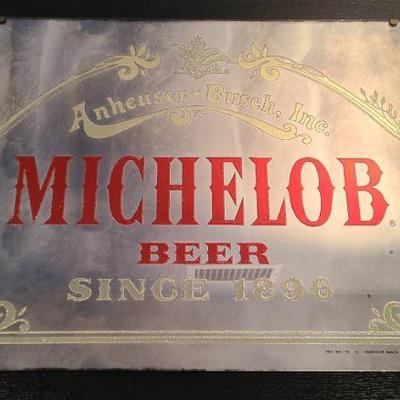 Anheuser-Busch, Inc.
MICHELOB®
BEER
SINCE 1896